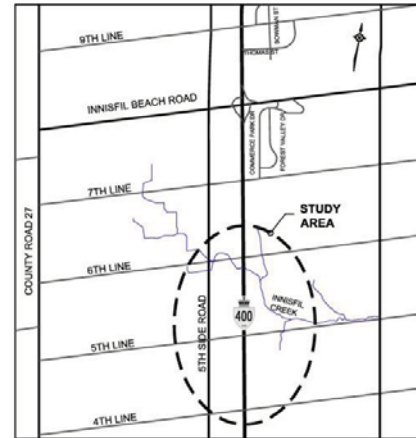 9TH LINE
BOWMAN ST
THOMAS ST
INNISFIL BEACH ROAD
COMMERCE PARK DR
FOREST VALLEY DR
7TH LINE
COUNTY ROAD 27
STUDY
AREA
6TH LINE
5TH SIDE ROAD
400
INNISFIL
CREEK
5TH LINE
4TH LINE